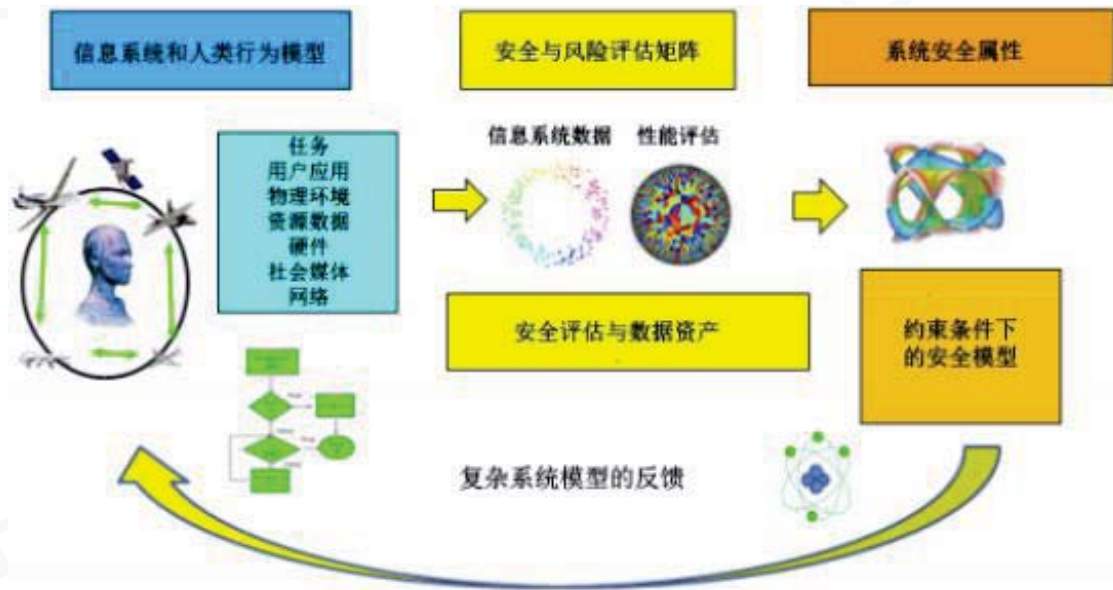 信息系统和人类行为模型
安全与风险评估矩阵
系统安全属性
任务
用户应用
物理环境
资源数据
硬件
社会媒体
网络
信息系统数据
性能评估
安全评估与数据资产
约束条件下
的安全模型
复杂系统模型的反馈